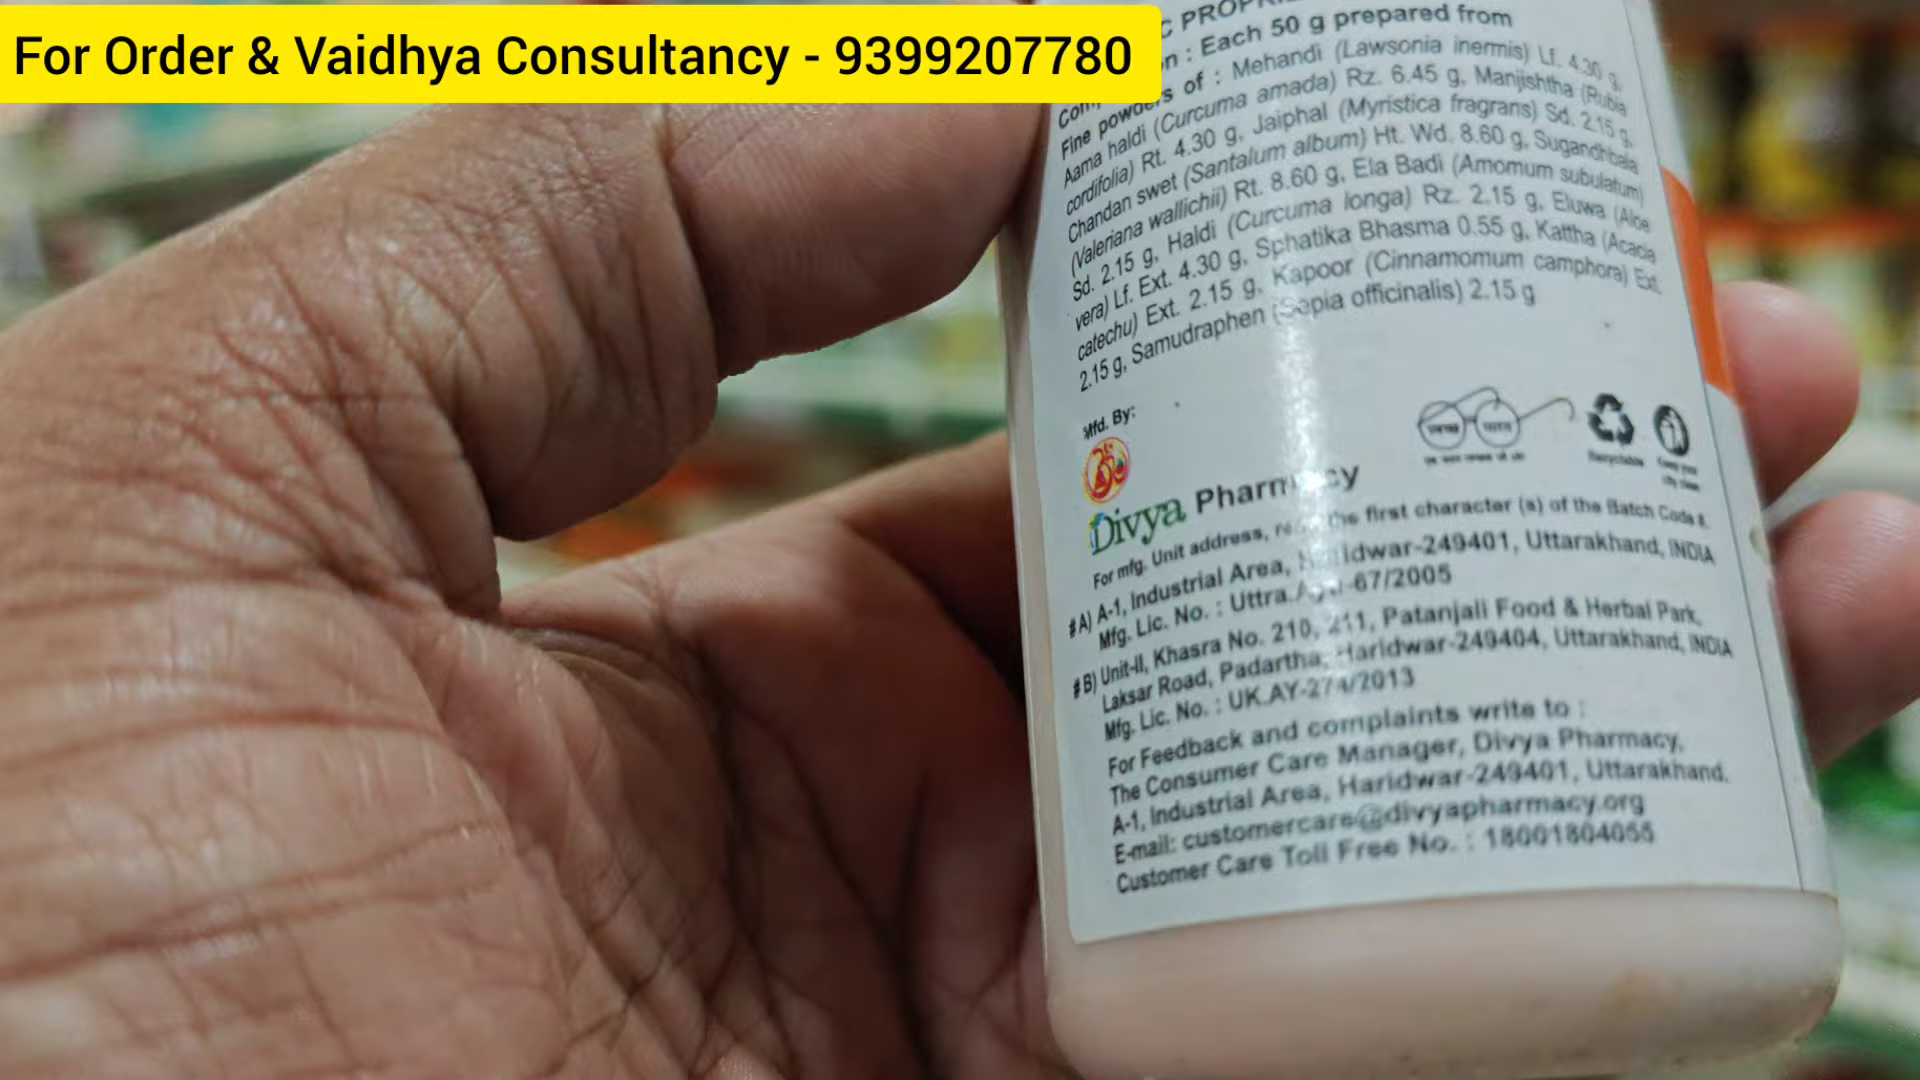 For Order & Vaidhya Consultancy - 9399207780
: Each 50 g prepared from
Fine powders of : Mehandi (Lawsonia inermis) Lf. 4.30 g,
Aama haldi (Curcuma amada) Rz. 6.45 g, Manjishtha (Rubia
cordifolia) Rt. 4.30 g, Jaiphal (Myristica fragrans) Sd. 2.15 g,
Chandan swet (Santalum album) Ht. Wd. 8.60 g, Sugandhbala
(Valeriana wallichii) Rt. 8.60 g, Ela Badi (Amomum subulatum)
Sd. 2.15 g, Haldi (Curcuma longa) Rz. 2.15 g, Eluwa (Aloe
vera) Lf. Ext. 4.30 g, Sphatika Bhasma 0.55 g, Kattha (Acacia
catechu) Ext. 2.15 g, Kapoor (Cinnamomum camphora) Ext.
2.15 g, Samudraphen (Sepia officinalis) 2.15 g
Mfd. By:
Recyclable
Divya Pharmacy
For mfg. Unit address, read the first character (s) of the Batch Code #.
#A) A-1, Industrial Area, Haridwar-249401, Uttarakhand, INDIA
Mfg. Lic. No. : Uttra.Ayu-67/2005
#B) Unit-II, Khasra No. 210, 211, Patanjali Food & Herbal Park,
Laksar Road, Padartha, Haridwar-249404, Uttarakhand, INDIA
Mfg. Lic. No. : UK.AY-274/2013
For Feedback and complaints write to :
The Consumer Care Manager, Divya Pharmacy,
A-1, Industrial Area, Haridwar-249401, Uttarakhand.
E-mail: customercare@divyapharmacy.org
Customer Care Toll Free No. : 18001804055